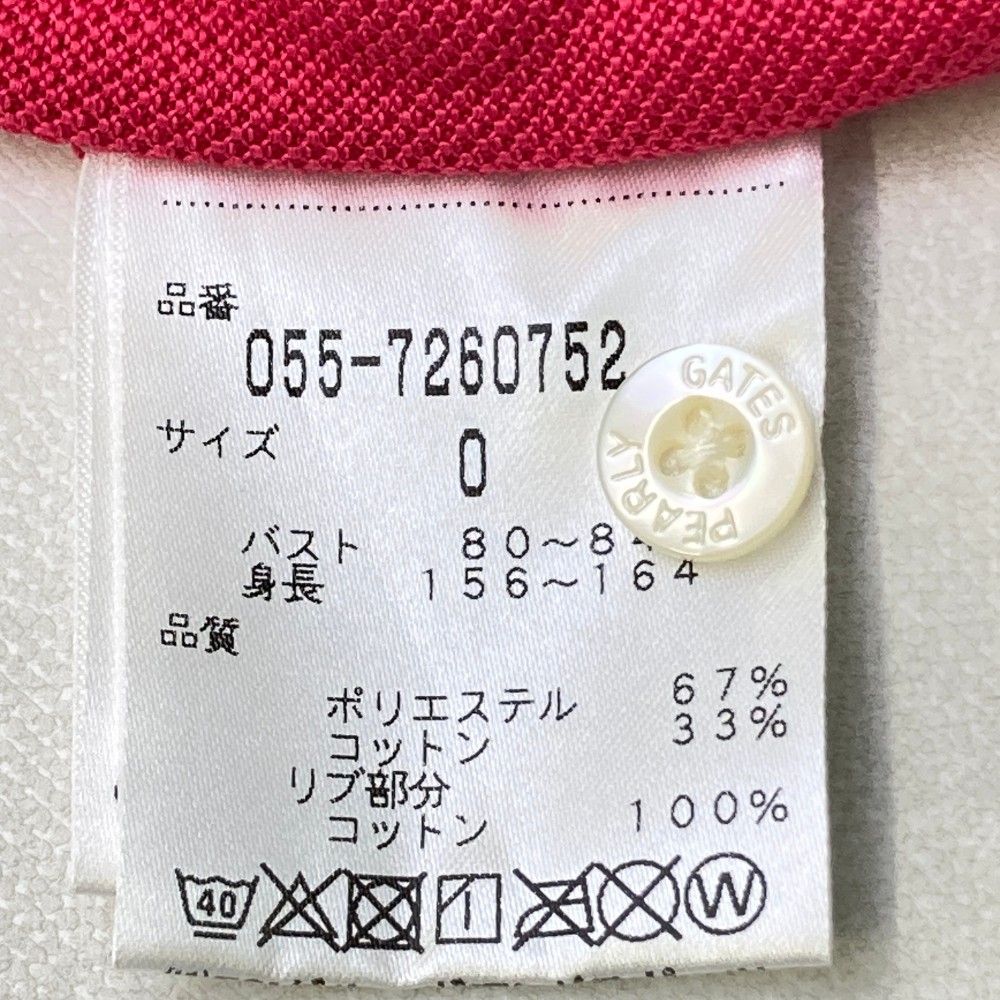 品番
055-7260752
サイズ
0
GATES
PEARLY
バスト 80～84
身長 156～164
品質
ポリエステル 67%
コットン 33%
リブ部分
コットン 100%
40
W